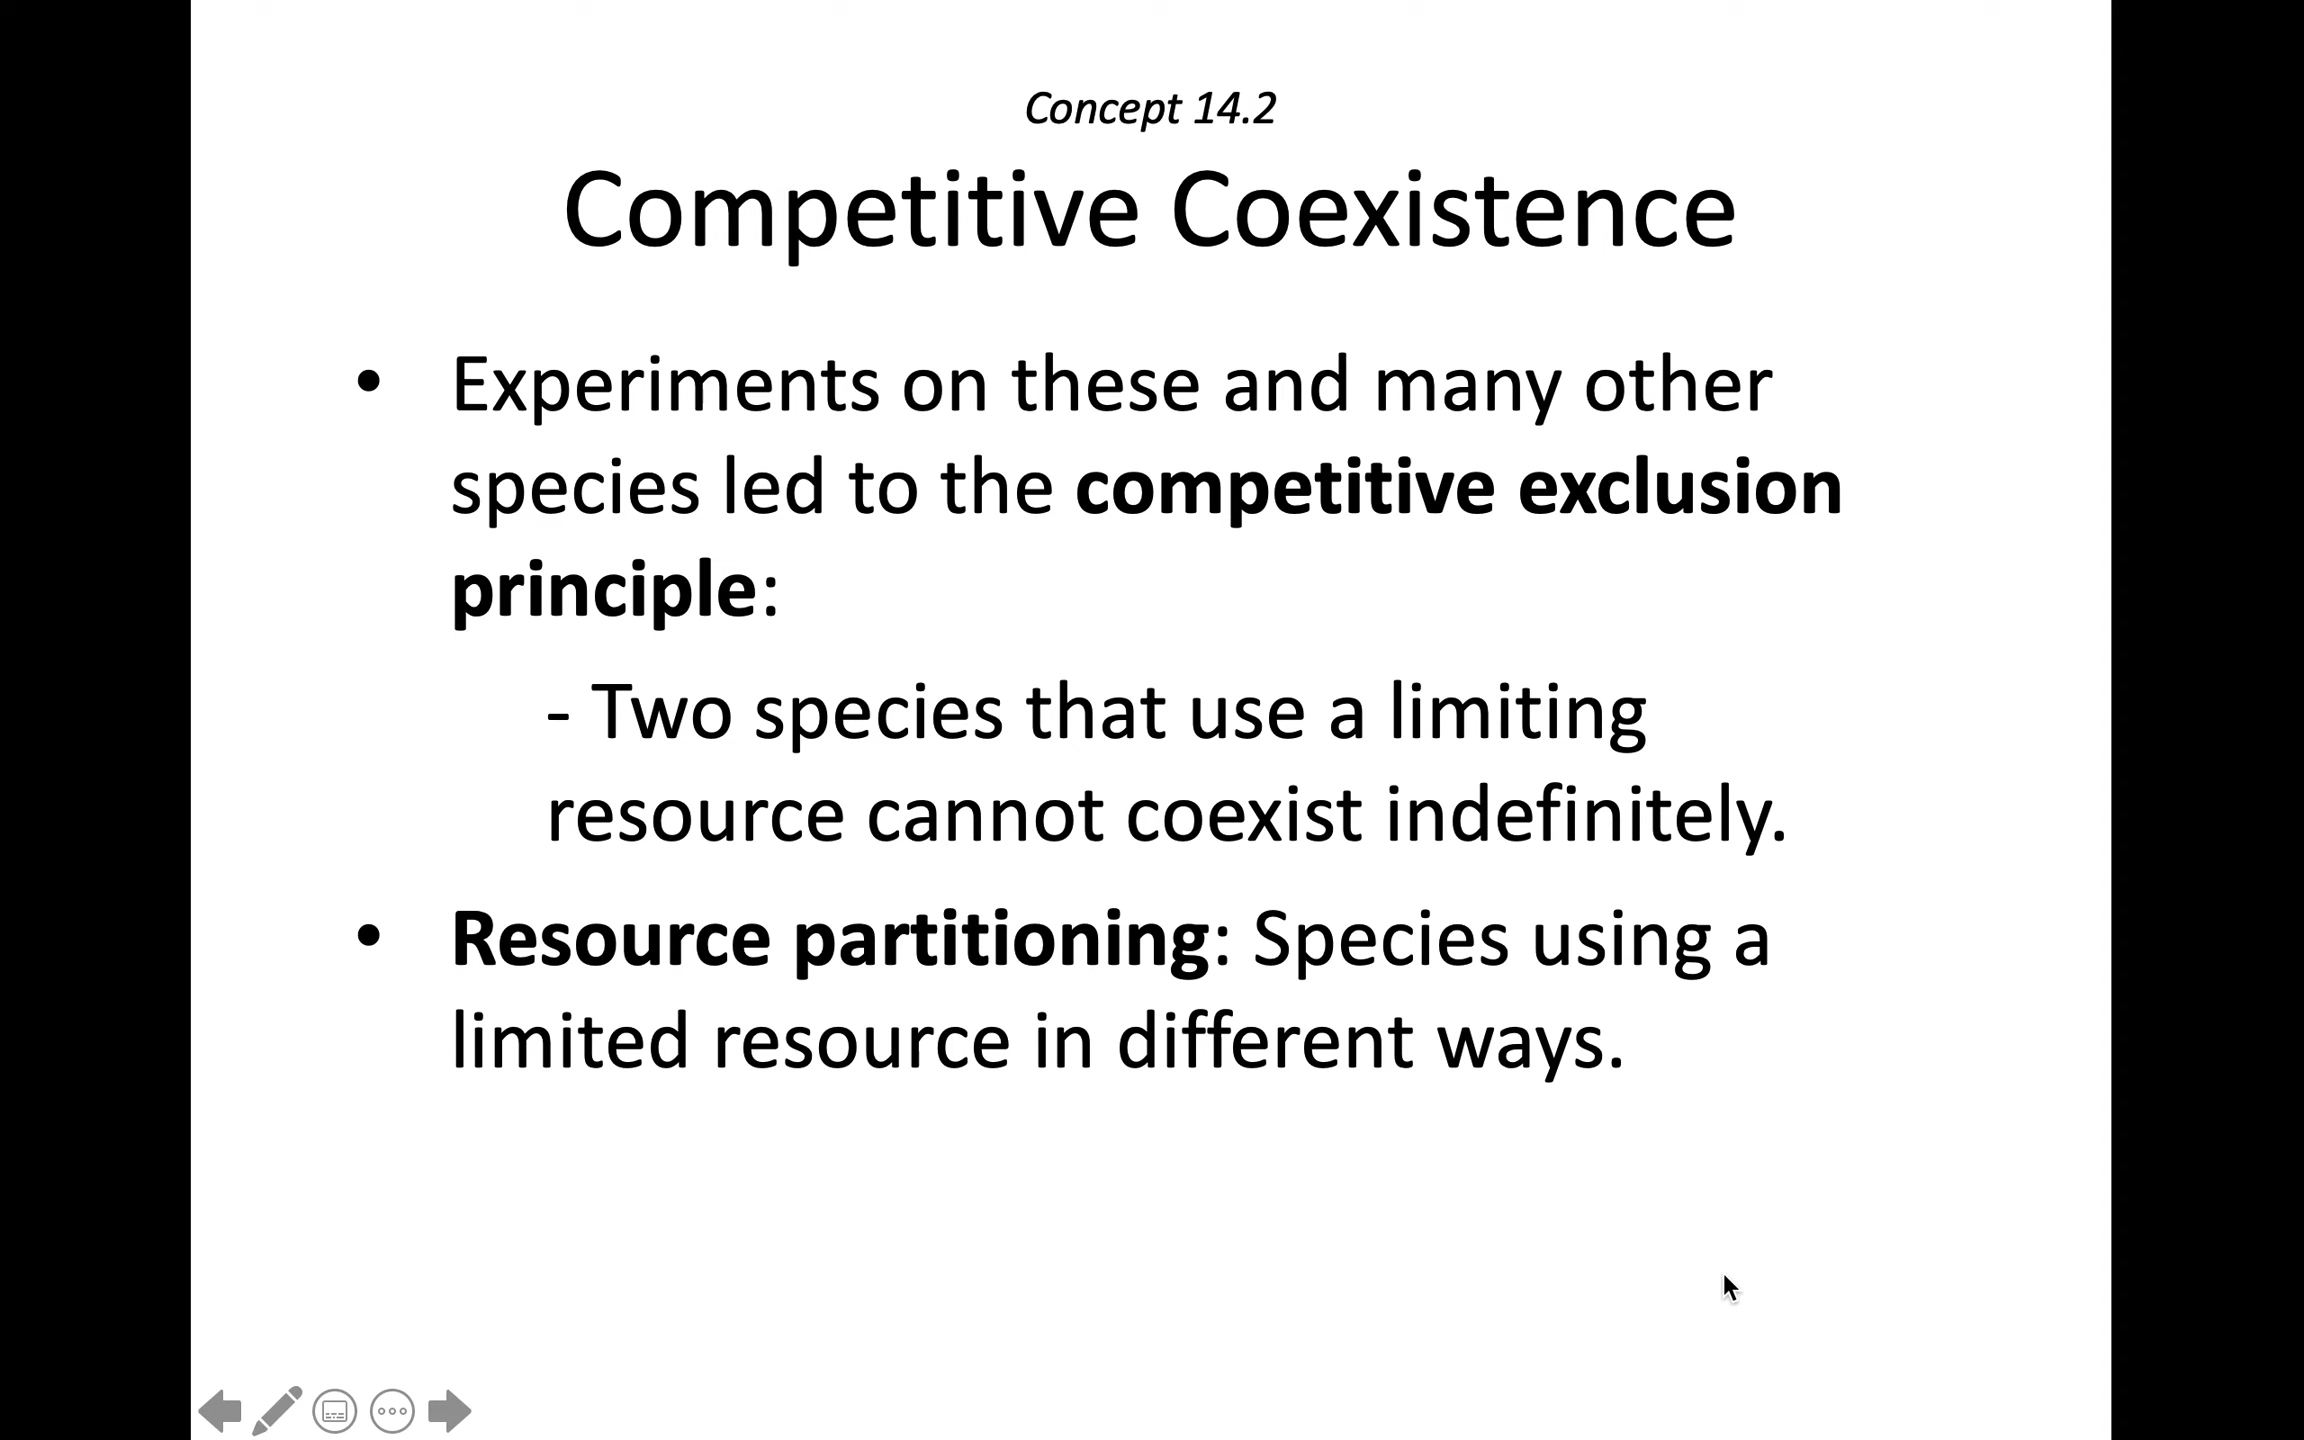 Concept 14.2
Competitive Coexistence
• Experiments on these and many other
species led to the competitive exclusion
principle:
- Two species that use a limiting
resource cannot coexist indefinitely.
• Resource partitioning: Species using a
limited resource in different ways.